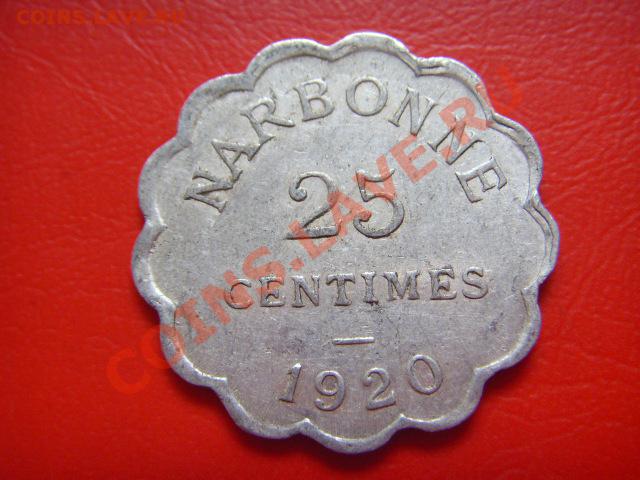 COINS.LAVE.RU
NARBONNE
25
CENTIMES
1920
COINS.LAVE.RU